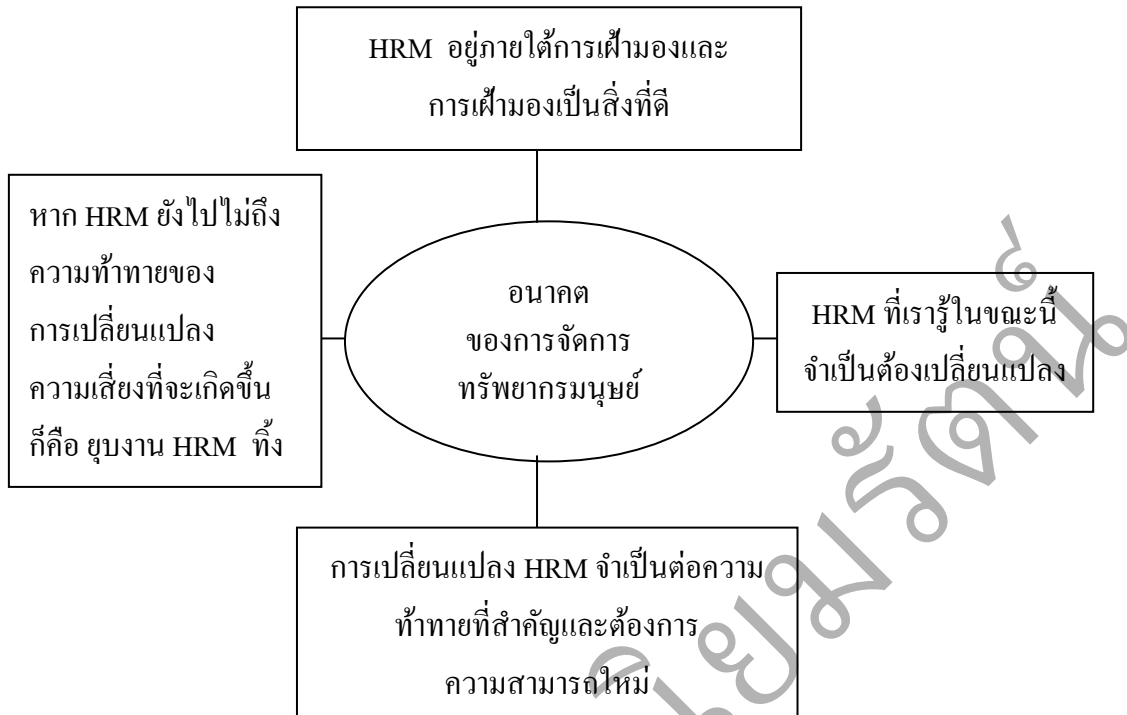 HRM อยู่ภายใต้การเฝ้ามองและ
การเฝ้ามองเป็นสิ่งที่ดี
หาก HRM ยังไปไม่ถึง
ความท้าทายของ
การเปลี่ยนแปลง
ความเสี่ยงที่จะเกิดขึ้น
ก็คือ ยุบงาน HRM ทิ้ง
อนาคต
ของการจัดการ
ทรัพยากรมนุษย์
HRM ที่เรารู้ในขณะนี้
จำเป็นต้องเปลี่ยนแปลง
การเปลี่ยนแปลง HRM จำเป็นต่อความ
ท้าทายที่สำคัญและต้องการ
ความสามารถใหม่